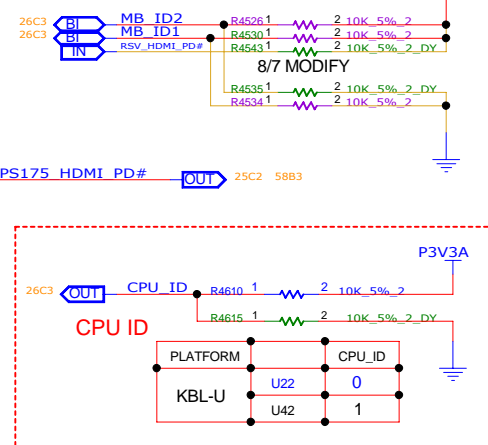 26C3 BI MB_ID2 R4526 1 2 10K_5%_2
26C3 BI MB_ID1 R4530 1 2 10K_5%_2
IN RSV_HDMI_PD# R4543 1 2 10K_5%_2_DY
8/7 MODIFY
R4535 1 2 10K_5%_2_DY
R4534 1 2 10K_5%_2
PS175_HDMI_PD# OUT 25C2 58B3
P3V3A
26C3 OUT CPU_ID R4610 1 2 10K_5%_2
R4615 1 2 10K_5%_2_DY
CPU ID
PLATFORM CPU_ID
KBL-U U22 0
U42 1